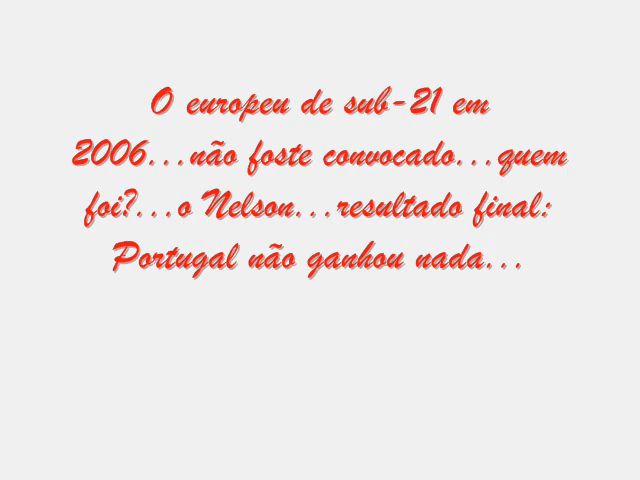 O europeu de sub-21 em
2006...não foste convocado...quem
foi?...o Nelson...resultado final:
Portugal não ganhou nada...